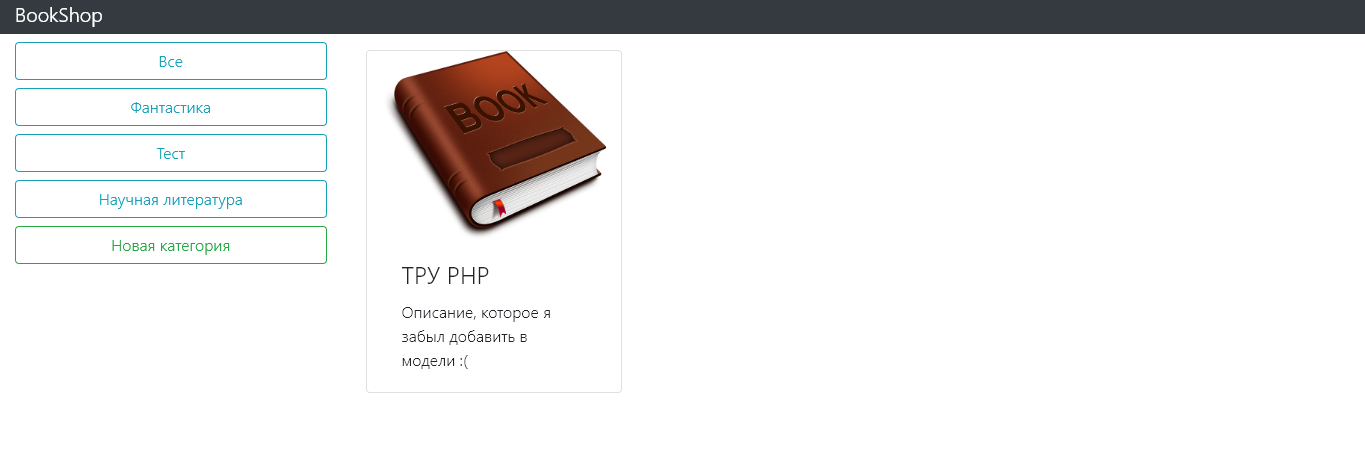 BookShop
Все
Фантастика
Тест
Научная литература
Новая категория
BOOK
ТРУ PHP
Описание, которое я
забыл добавить в
модели :(